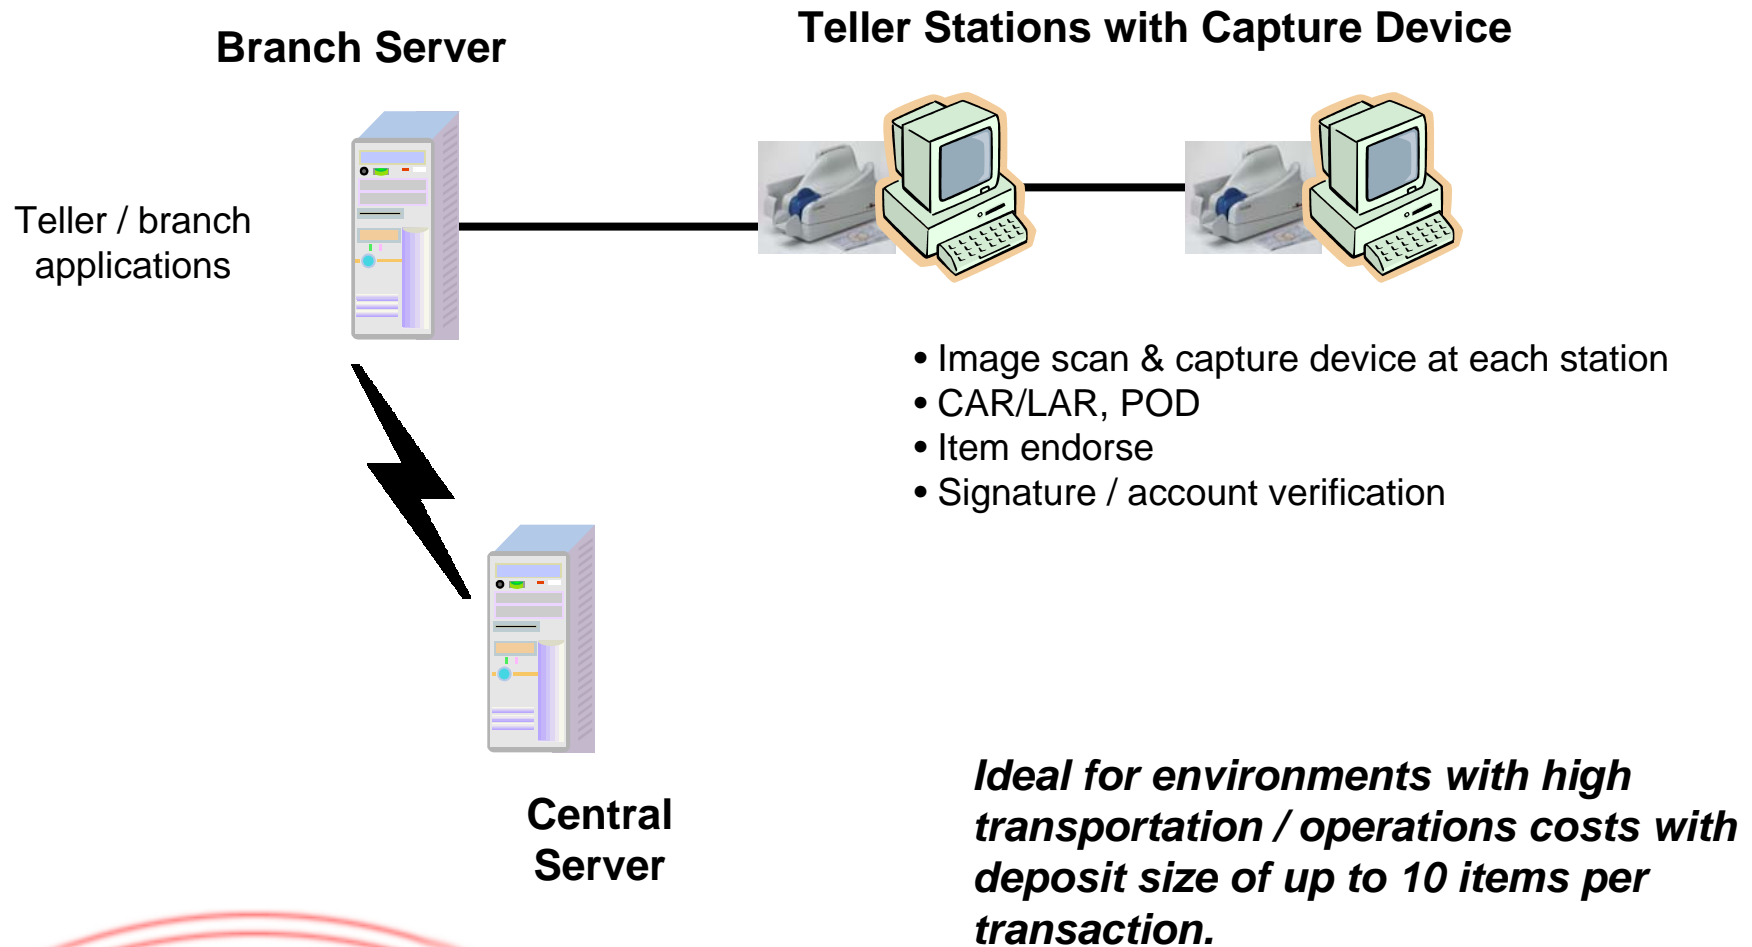 Branch Server
Teller Stations with Capture Device
Teller / branch
applications
• Image scan & capture device at each station
• CAR/LAR, POD
• Item endorse
• Signature / account verification
Central
Server
Ideal for environments with high
transportation / operations costs with
deposit size of up to 10 items per
transaction.